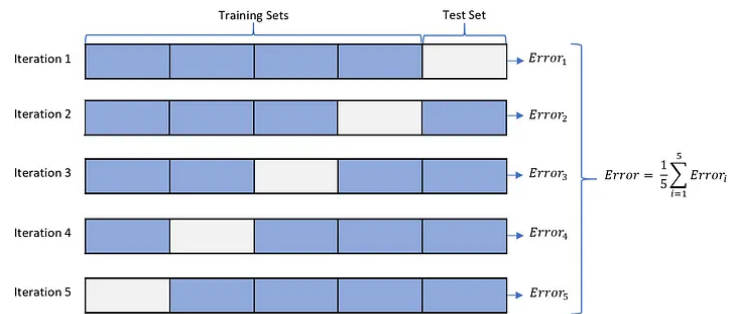 Training Sets Test Set
Iteration 1 Error₁
Iteration 2 Error₂
Iteration 3 Error₃
Error = 1/5 ∑_{i=1}^{5} Errorᵢ
Iteration 4 Error₄
Iteration 5 Error₅